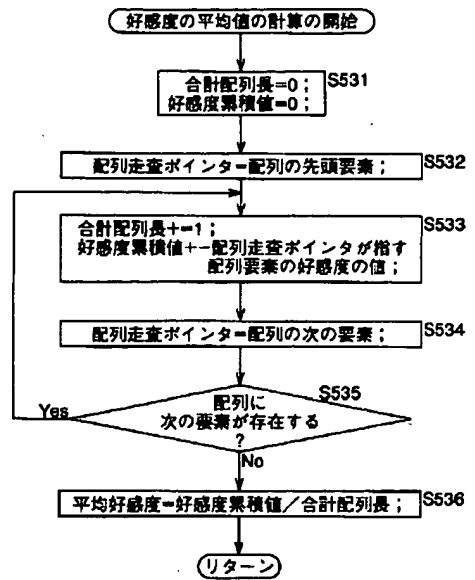 好感度の平均値の計算の開始
合計配列長=0；
好感度累積値=0；
S531
配列走査ポインター=配列の先頭要素；
S532
合計配列長+=1；
好感度累積値+=配列走査ポインタが指す
配列要素の好感度の値；
S533
配列走査ポインター=配列の次の要素；
S534
S535
配列に
次の要素が存在する
？
Yes
No
平均好感度=好感度累積値／合計配列長；
S536
リターン